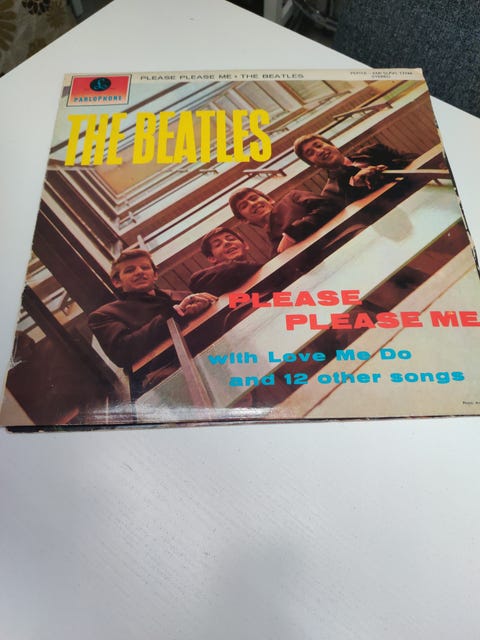 PLEASE PLEASE ME • THE BEATLES
STEREO
PARLOPHONE
THE BEATLES
PLEASE
PLEASE ME
with Love Me Do
and 12 other songs